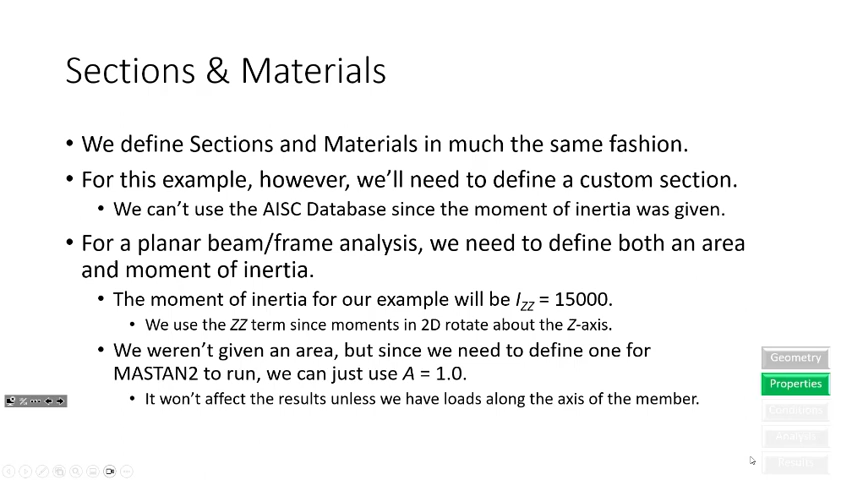 Sections & Materials
• We define Sections and Materials in much the same fashion.
• For this example, however, we’ll need to define a custom section.
• We can’t use the AISC Database since the moment of inertia was given.
• For a planar beam/frame analysis, we need to define both an area
and moment of inertia.
• The moment of inertia for our example will be IZZ = 15000.
• We use the ZZ term since moments in 2D rotate about the Z-axis.
• We weren’t given an area, but since we need to define one for
MASTAN2 to run, we can just use A = 1.0.
• It won’t affect the results unless we have loads along the axis of the member.
Geometry
Properties
Conditions
Analysis
Results